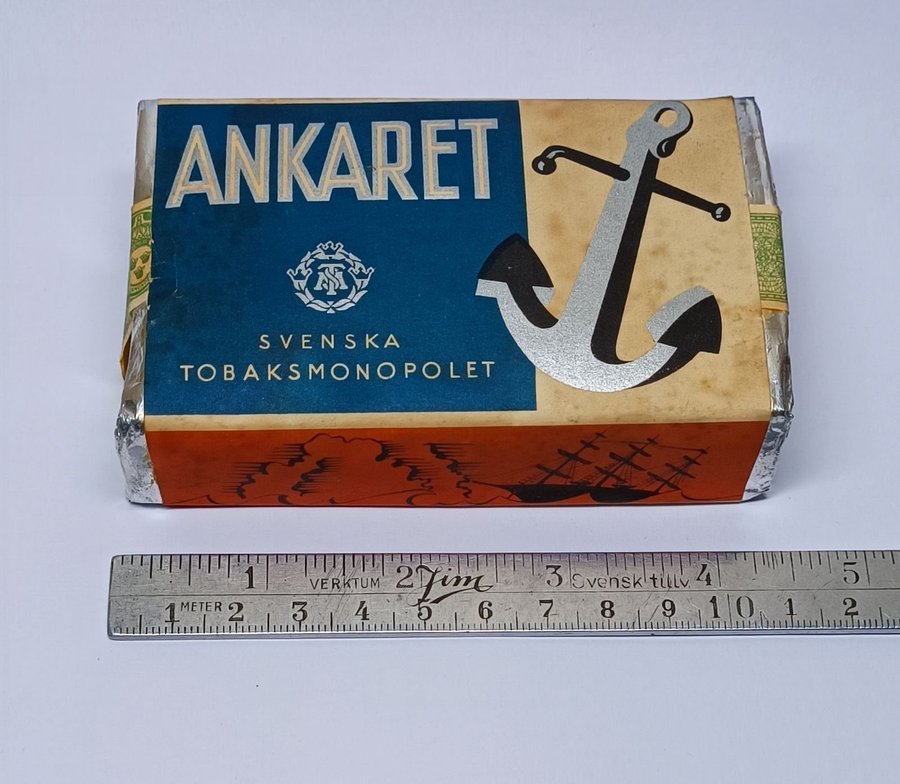 ANKARET
SVENSKA
TOBAKSMONOPOLET
1 VERKTUM 2 Jim 3 Svensk tillv. 4 5
1 METER 2 3 4 5 6 7 8 9 10 1 2